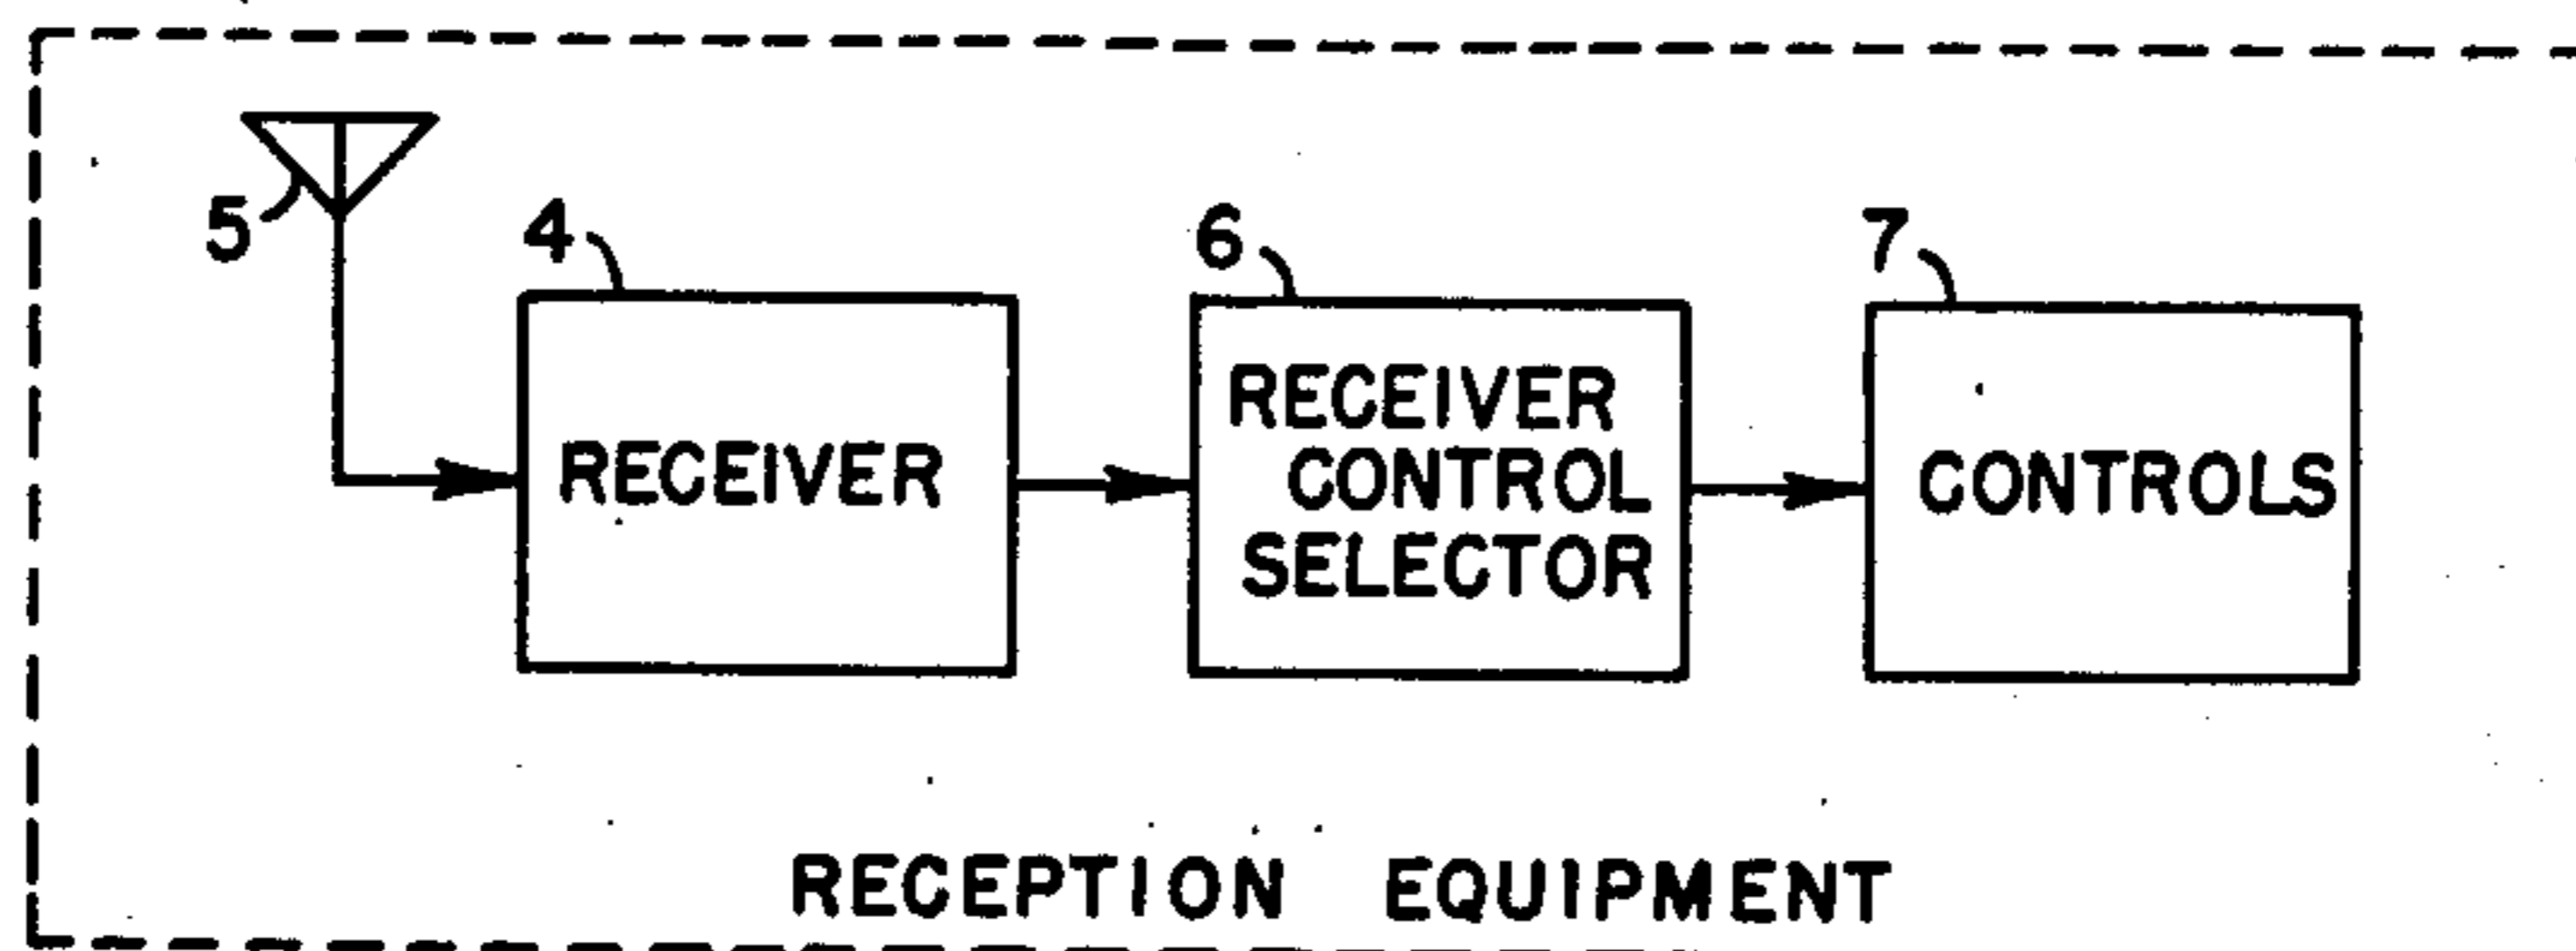 5
4
6
7
RECEIVER
RECEIVER
CONTROL
SELECTOR
CONTROLS
RECEPTION EQUIPMENT